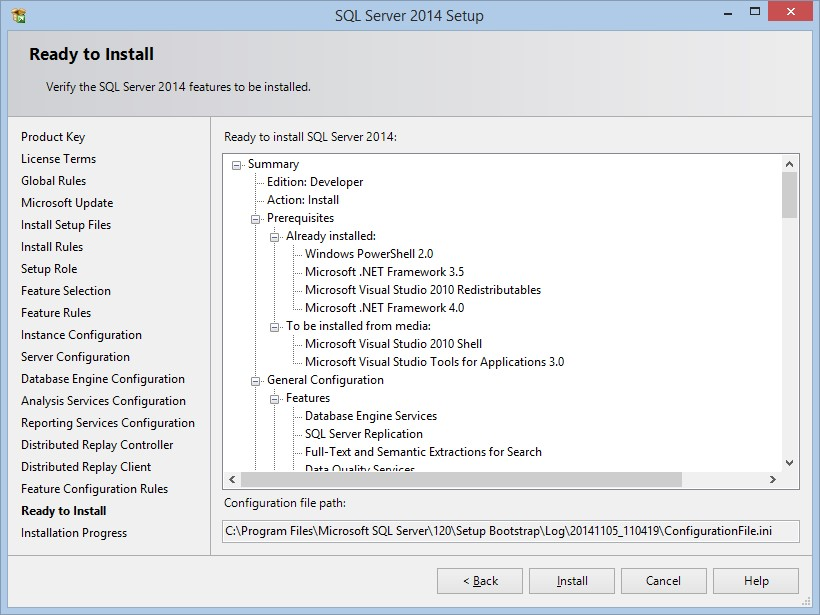 SQL Server 2014 Setup
Ready to Install
Verify the SQL Server 2014 features to be installed.
Product Key
License Terms
Global Rules
Microsoft Update
Install Setup Files
Install Rules
Setup Role
Feature Selection
Feature Rules
Instance Configuration
Server Configuration
Database Engine Configuration
Analysis Services Configuration
Reporting Services Configuration
Distributed Replay Controller
Distributed Replay Client
Feature Configuration Rules
Ready to Install
Installation Progress
Ready to install SQL Server 2014:
Summary
Edition: Developer
Action: Install
Prerequisites
Already installed:
Windows PowerShell 2.0
Microsoft .NET Framework 3.5
Microsoft Visual Studio 2010 Redistributables
Microsoft .NET Framework 4.0
To be installed from media:
Microsoft Visual Studio 2010 Shell
Microsoft Visual Studio Tools for Applications 3.0
General Configuration
Features
Database Engine Services
SQL Server Replication
Full-Text and Semantic Extractions for Search
Data Quality Services
Configuration file path:
C:\Program Files\Microsoft SQL Server\120\Setup Bootstrap\Log\20141105_110419\ConfigurationFile.ini
< Back
Install
Cancel
Help